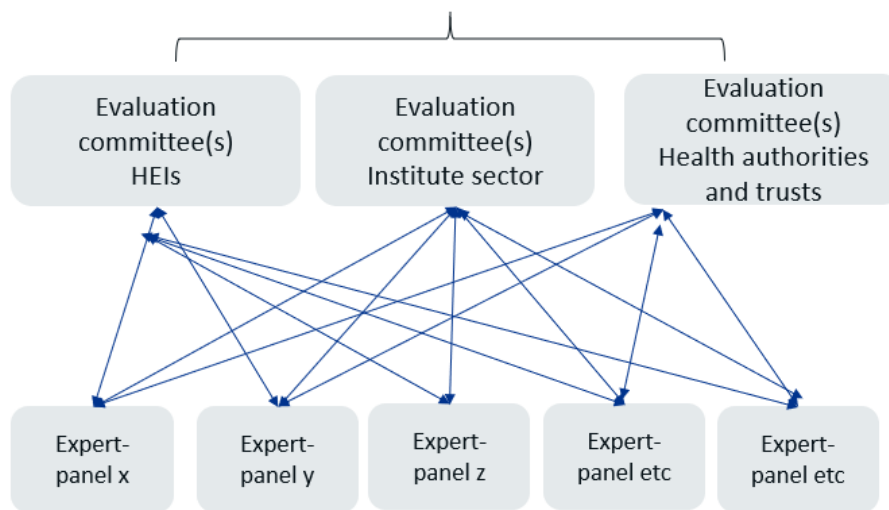 Evaluation
committee(s)
HEIs
Evaluation
committee(s)
Institute sector
Evaluation
committee(s)
Health authorities
and trusts
Expert-
panel x
Expert-
panel y
Expert-
panel z
Expert-
panel etc
Expert-
panel etc